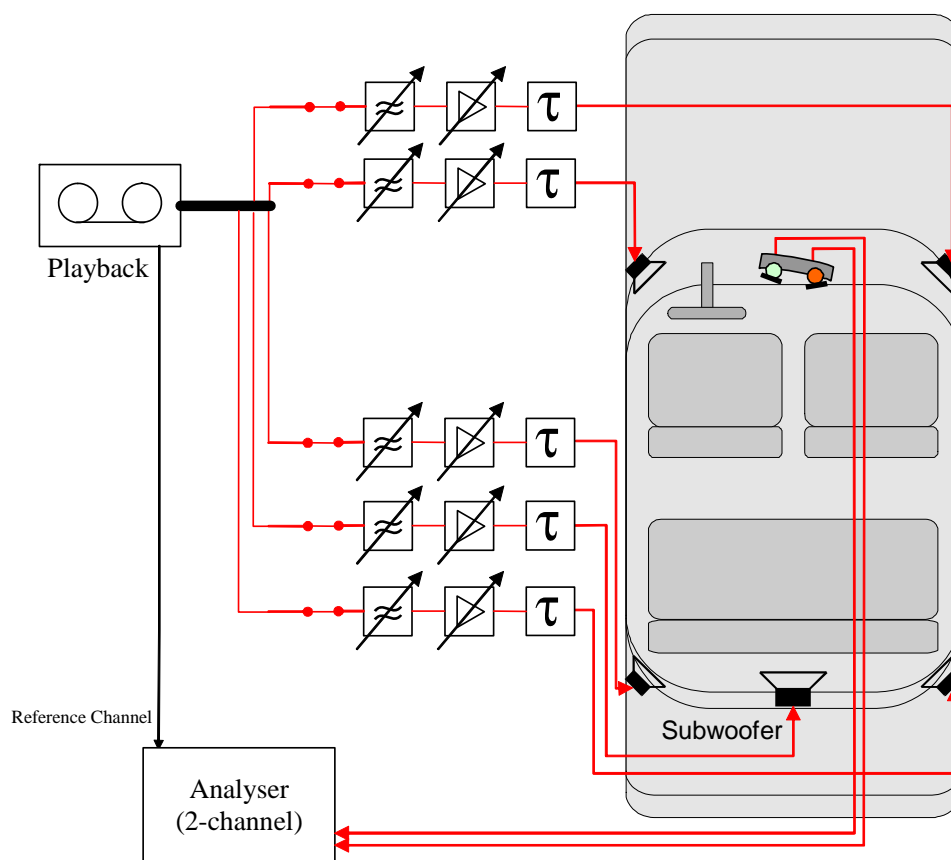 τ
τ
Playback
τ
τ
τ
Reference Channel
Subwoofer
Analyser
(2-channel)